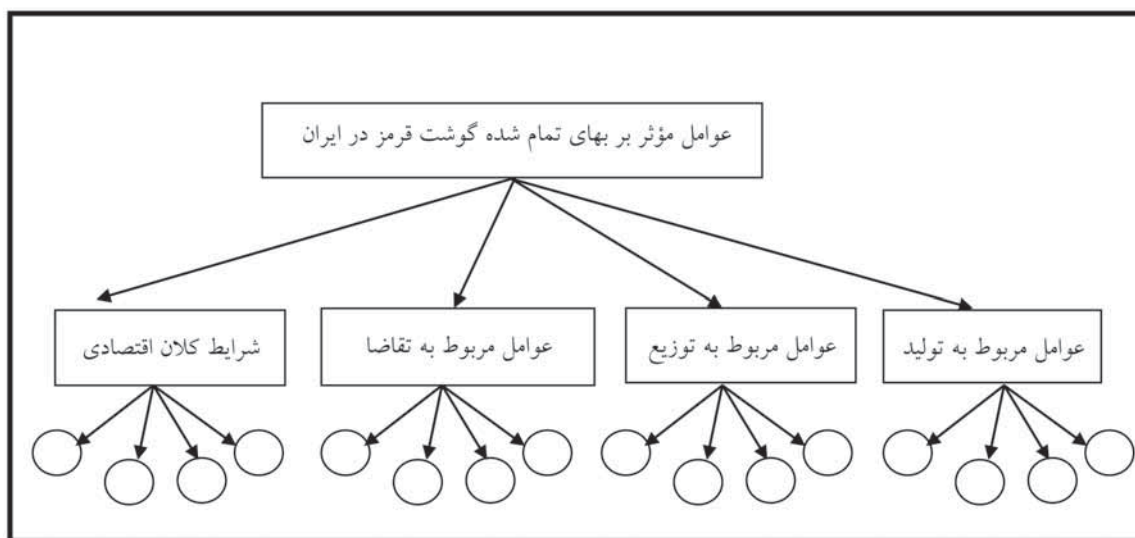 عوامل مؤثر بر بهای تمام شده گوشت قرمز در ایران
عوامل مربوط به تولید
عوامل مربوط به توزیع
عوامل مربوط به تقاضا
شرایط کلان اقتصادی